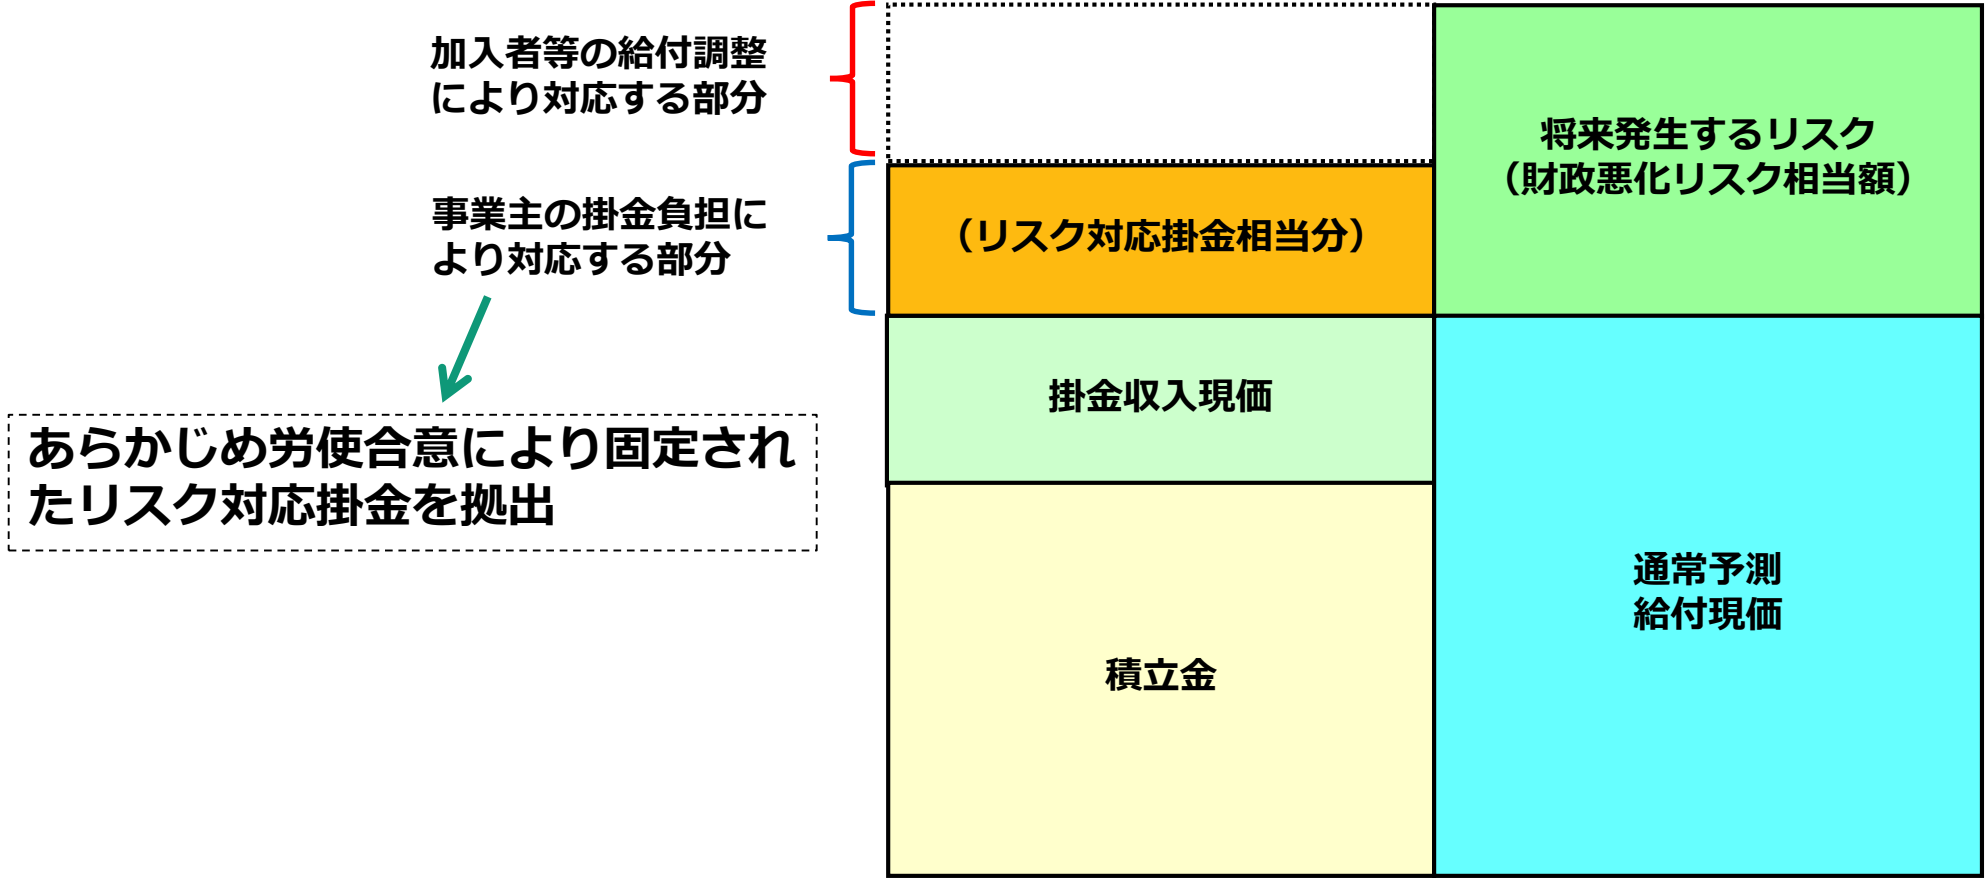 加入者等の給付調整
により対応する部分
事業主の掛金負担に
より対応する部分
あらかじめ労使合意により固定され
たリスク対応掛金を拠出
（リスク対応掛金相当分）
掛金収入現価
積立金
将来発生するリスク
（財政悪化リスク相当額）
通常予測
給付現価